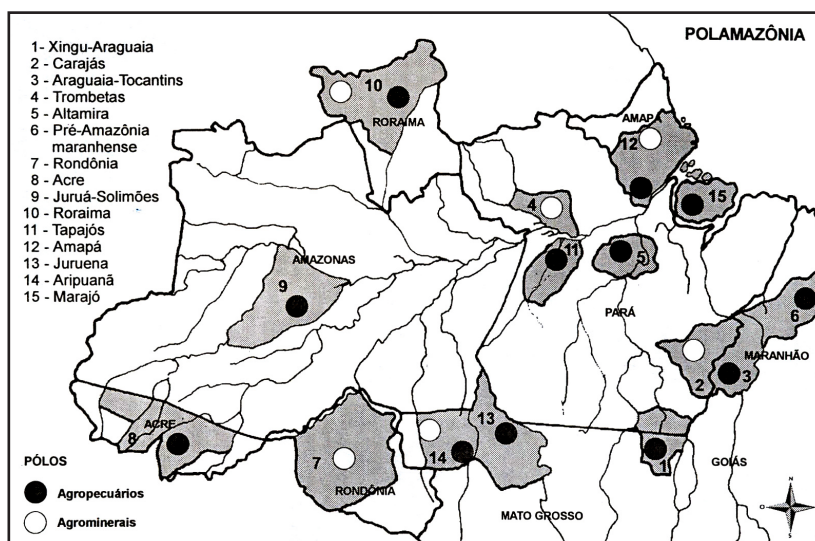 POLAMAZÔNIA
1- Xingu-Araguaia
2 - Carajás
3 - Araguaia-Tocantins
4 - Trombetas
5 - Altamira
6 - Pré-Amazônia
maranhense
7 - Rondônia
8 - Acre
9 - Juruá-Solimões
10 - Roraima
11 - Tapajós
12 - Amapá
13 - Juruena
14 - Aripuanã
15 - Marajó
10
RORAIMA
AMAPÁ
12
15
4
11
5
AMAZONAS
9
PARÁ
6
MARANHÃO
2
3
ACRE
8
7
RONDÔNIA
14
13
1
GOIÁS
MATO GROSSO
PÓLOS
Agropecuários
Agrominerais
N
O
L
S